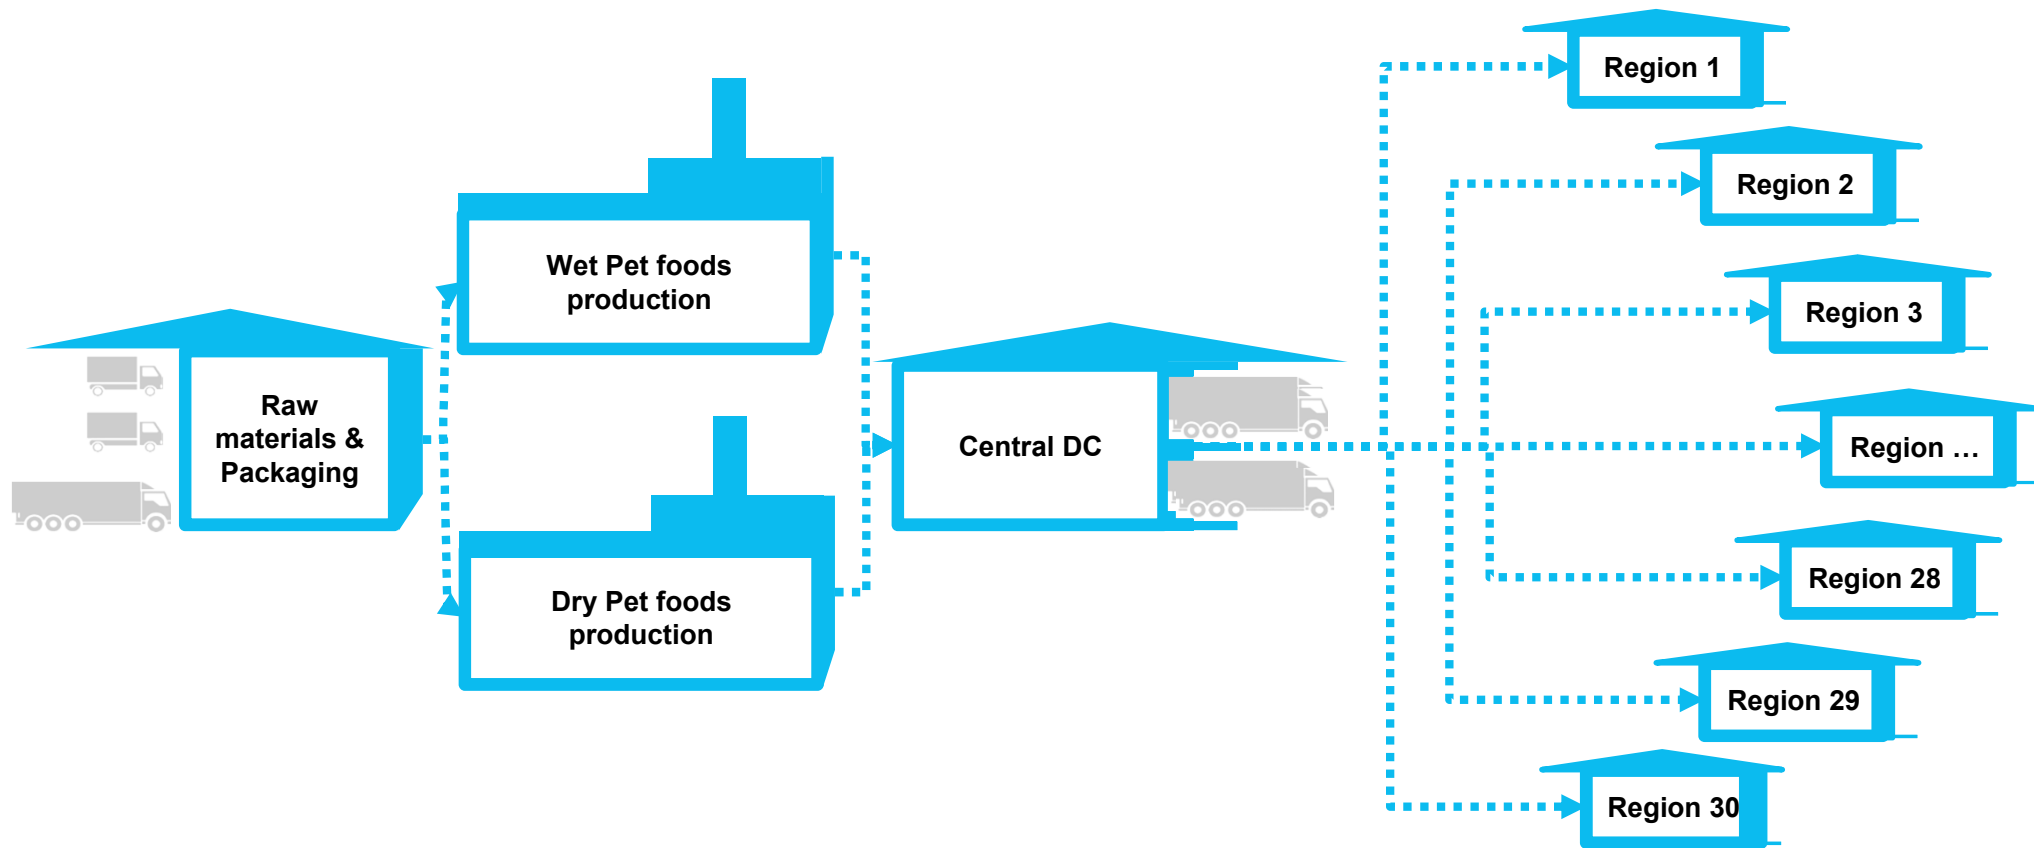 Raw
materials &
Packaging
Wet Pet foods
production
Dry Pet foods
production
Central DC
Region 1
Region 2
Region 3
Region …
Region 28
Region 29
Region 30